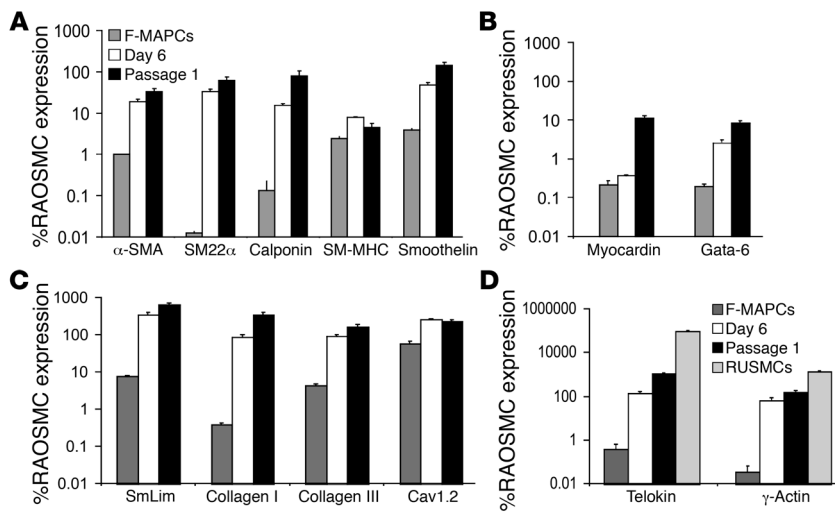 A
%RAOSMC expression
1000
100
10
1
0.1
0.01
F-MAPCs
Day 6
Passage 1
α-SMA SM22α Calponin SM-MHC Smoothelin
B
%RAOSMC expression
1000
100
10
1
0.1
0.01
Myocardin Gata-6
C
%RAOSMC expression
1000
100
10
1
0.1
0.01
SmLim Collagen I Collagen III Cav1.2
D
%RAOSMC expression
1000000
10000
100
1
0.01
F-MAPCs
Day 6
Passage 1
RUSMCs
Telokin γ-Actin